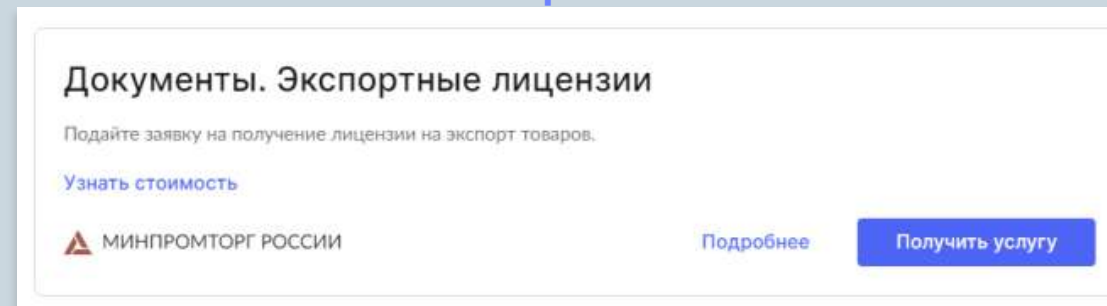 Документы. Экспортные лицензии
Подайте заявку на получение лицензии на экспорт товаров.
Узнать стоимость
МИНПРОМТОРГ РОССИИ
Подробнее
Получить услугу